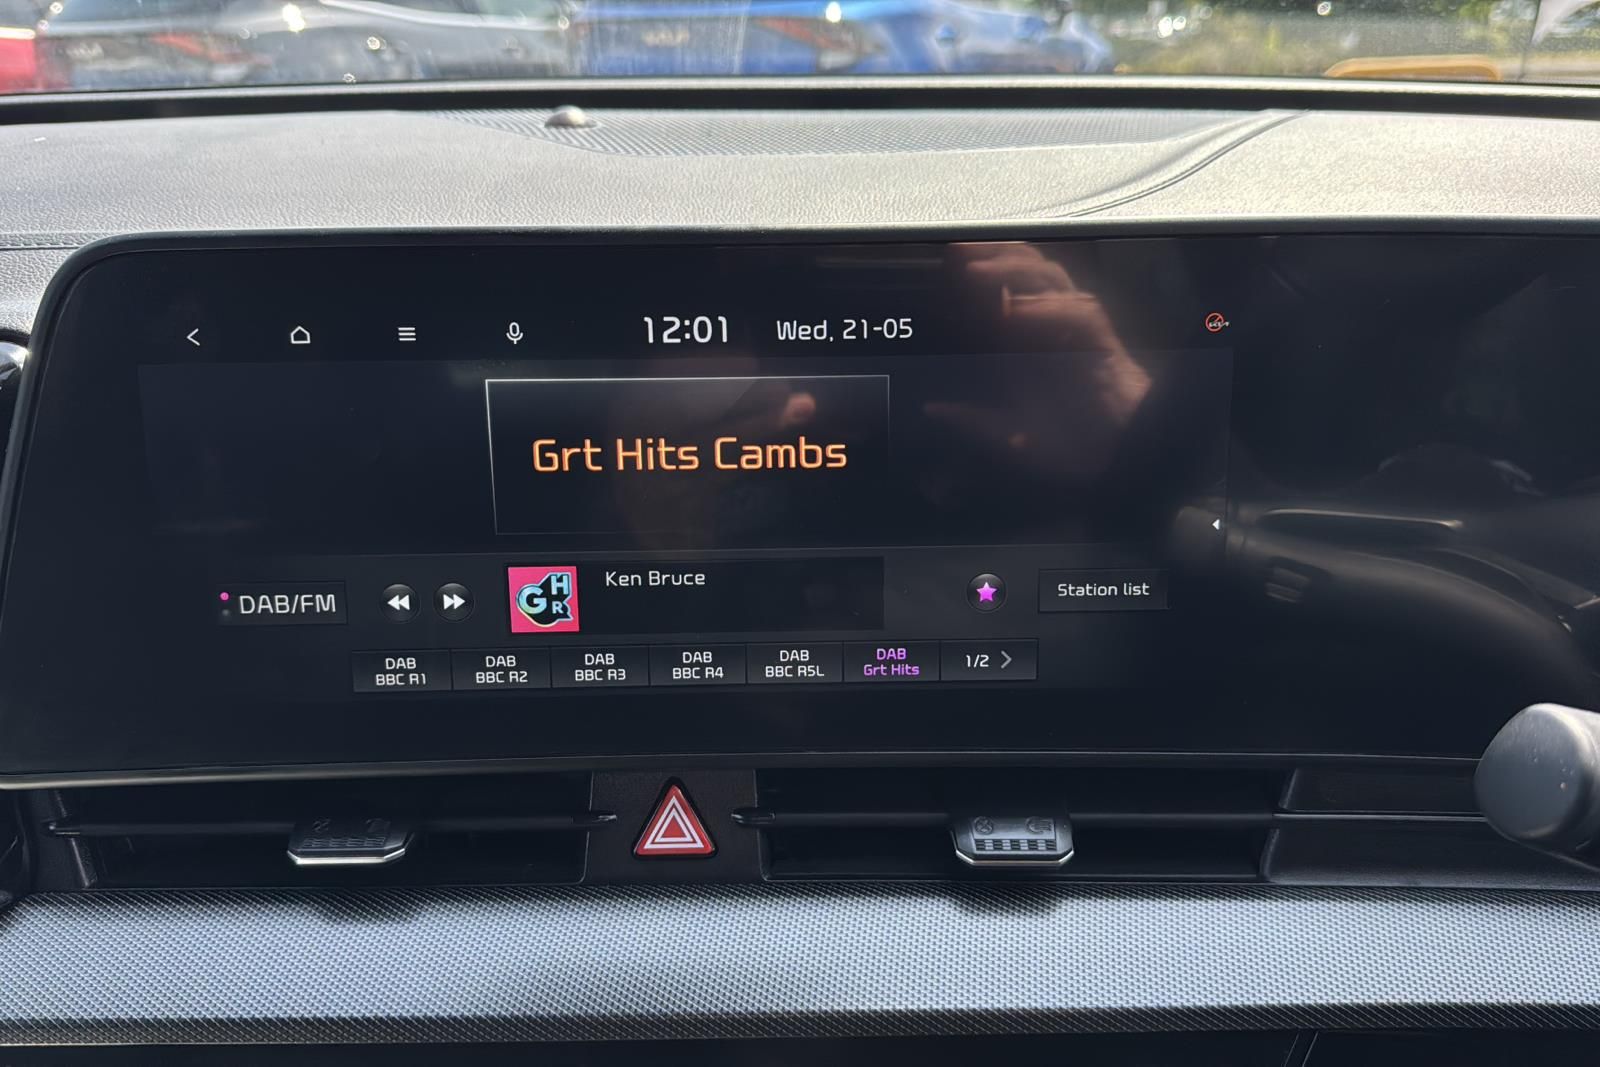 12:01 Wed, 21-05
Grt Hits Cambs
DAB/FM
GHR
Ken Bruce
Station list
DAB
BBC R1
DAB
BBC R2
DAB
BBC R3
DAB
BBC R4
DAB
BBC R5L
DAB
Grt Hits
1/2